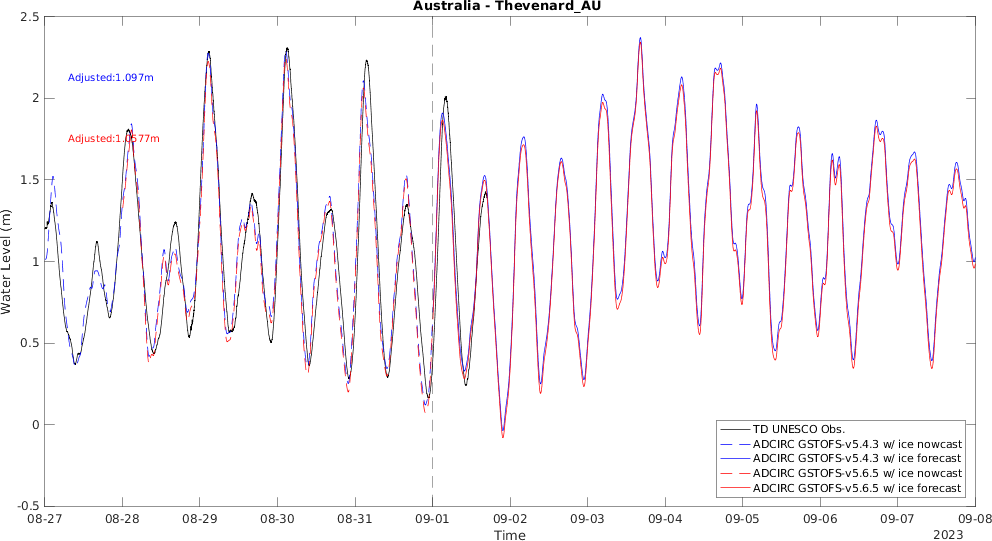 Australia - Thevenard_AU
Water Level (m)
2.5
2
1.5
1
0.5
0
-0.5
Adjusted:1.097m
Adjusted:1.0577m
TD UNESCO Obs.
ADCIRC GSTOFS-v5.4.3 w/ ice nowcast
ADCIRC GSTOFS-v5.4.3 w/ ice forecast
ADCIRC GSTOFS-v5.6.5 w/ ice nowcast
ADCIRC GSTOFS-v5.6.5 w/ ice forecast
08-27 08-28 08-29 08-30 08-31 09-01 09-02 09-03 09-04 09-05 09-06 09-07 09-08
Time
2023